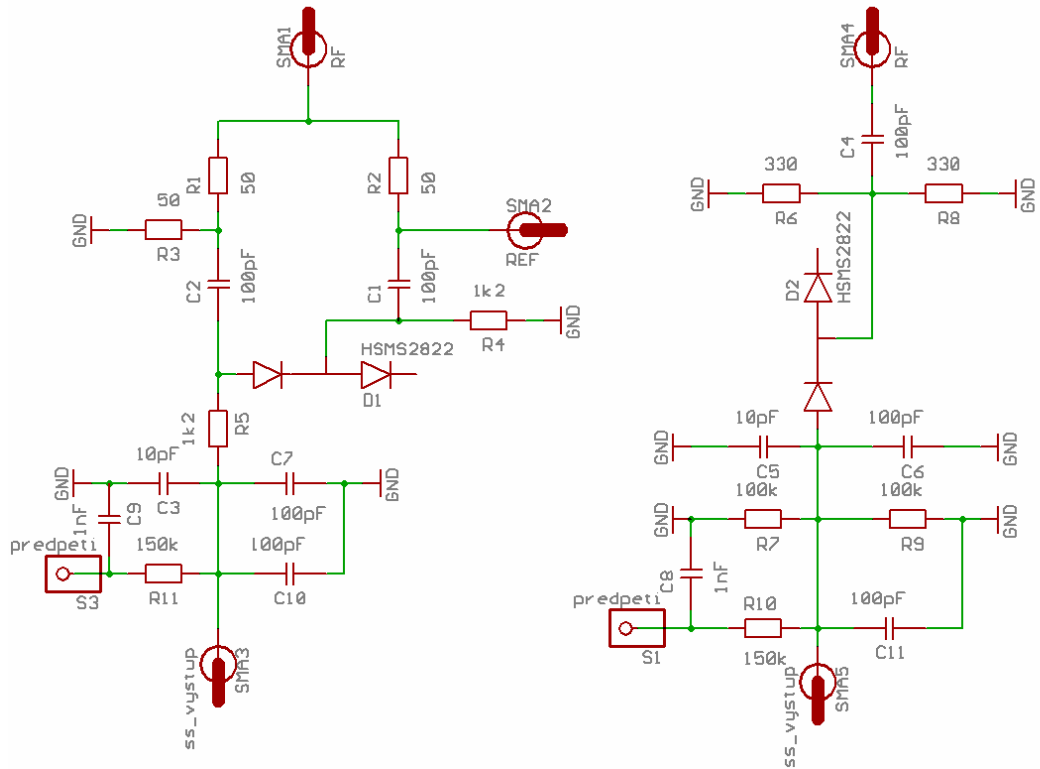 SMA1
RF
R1
50
R2
50
50
GND
R3
SMA2
REF
C2
100pF
C1
100pF
1k2
R4
GND
HSMS2822
D1
1k2
R5
10pF
C7
GND
C3
GND
1nF
C9
100pF
predpeti
150k
100pF
S3
R11
C10
ss_vystup
SMA3
SMA4
RF
C4
100pF
330
330
GND
R6
R8
GND
D2
HSMS2822
10pF
100pF
GND
C5
C6
GND
100k
100k
GND
R7
R9
GND
C8
1nF
predpeti
R10
100pF
S1
150k
C11
ss_vystup
SMA5